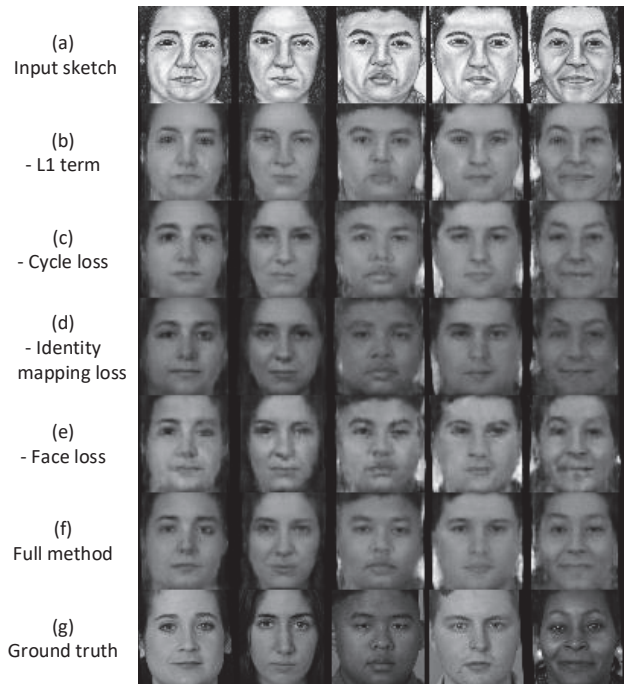 (a)
Input sketch
(b)
- L1 term
(c)
- Cycle loss
(d)
- Identity
mapping loss
(e)
- Face loss
(f)
Full method
(g)
Ground truth